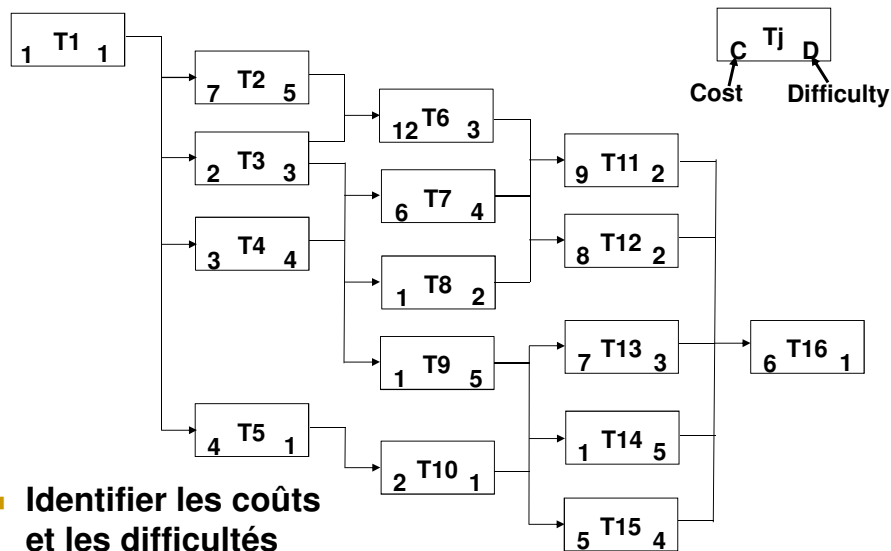 T1
1 1
Tj
C D
Cost Difficulty
T2
7 5
T3
2 3
T4
3 4
T5
4 1
T6
12 3
T7
6 4
T8
1 2
T9
1 5
T10
2 1
T11
9 2
T12
8 2
T13
7 3
T14
1 5
T15
5 4
T16
6 1
Identifier les coûts
et les difficultés